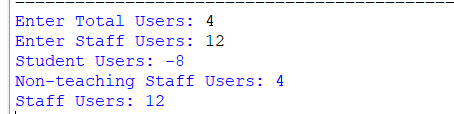 Enter Total Users: 4
Enter Staff Users: 12
Student Users: -8
Non-teaching Staff Users: 4
Staff Users: 12